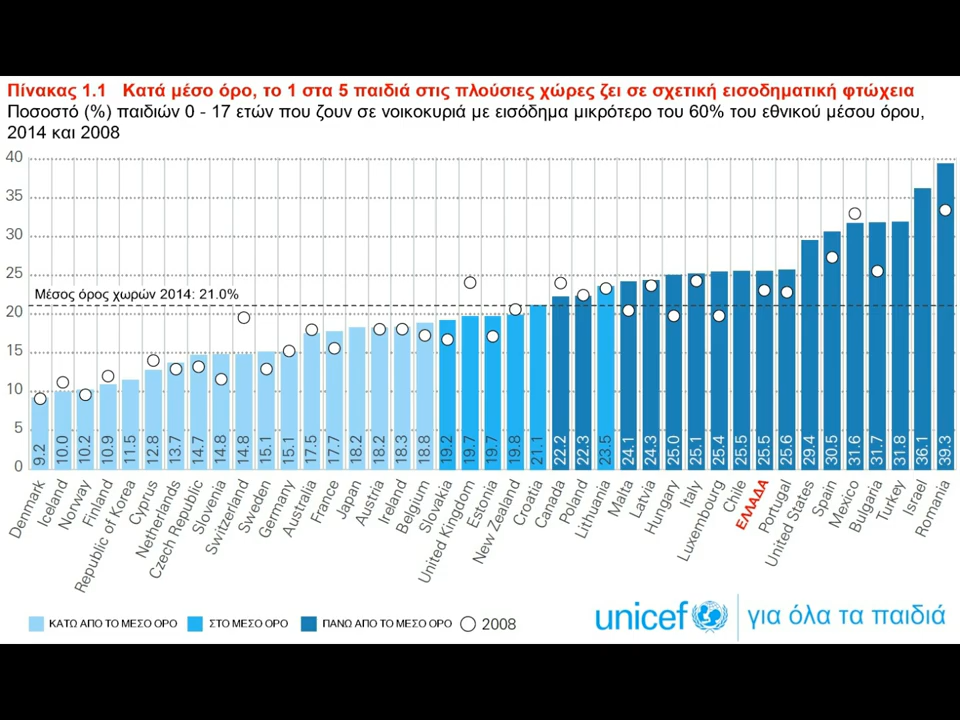 Πίνακας 1.1 Κατά μέσο όρο, το 1 στα 5 παιδιά στις πλούσιες χώρες ζει σε σχετική εισοδηματική φτώχεια
Ποσοστό (%) παιδιών 0 - 17 ετών που ζουν σε νοικοκυριά με εισόδημα μικρότερο του 60% του εθνικού μέσου όρου,
2014 και 2008
40
35
30
25
Μέσος όρος χωρών 2014: 21.0%
20
15
10
5
0
9.2 10.0 10.2 10.9 11.5 12.8 13.7 14.7 14.8 14.8 15.1 15.1 17.5 17.7 18.2 18.2 18.3 18.8 19.2 19.7 19.7 19.8 21.1 22.2 22.3 23.5 24.1 24.3 25.0 25.1 25.4 25.5 25.5 25.6 29.4 30.5 31.6 31.7 31.8 36.1 39.3
Denmark
Iceland
Norway
Finland
Republic of Korea
Cyprus
Netherlands
Czech Republic
Slovenia
Switzerland
Sweden
Germany
Australia
France
Japan
Austria
Ireland
Belgium
Slovakia
United Kingdom
Estonia
New Zealand
Croatia
Canada
Poland
Lithuania
Malta
Latvia
Hungary
Italy
Luxembourg
Chile
ΕΛΛΑΔΑ
Portugal
United States
Spain
Mexico
Bulgaria
Turkey
Israel
Romania
ΚΑΤΩ ΑΠΟ ΤΟ ΜΕΣΟ ΟΡΟ ΣΤΟ ΜΕΣΟ ΟΡΟ ΠΑΝΩ ΑΠΟ ΤΟ ΜΕΣΟ ΟΡΟ 2008
unicef για όλα τα παιδιά